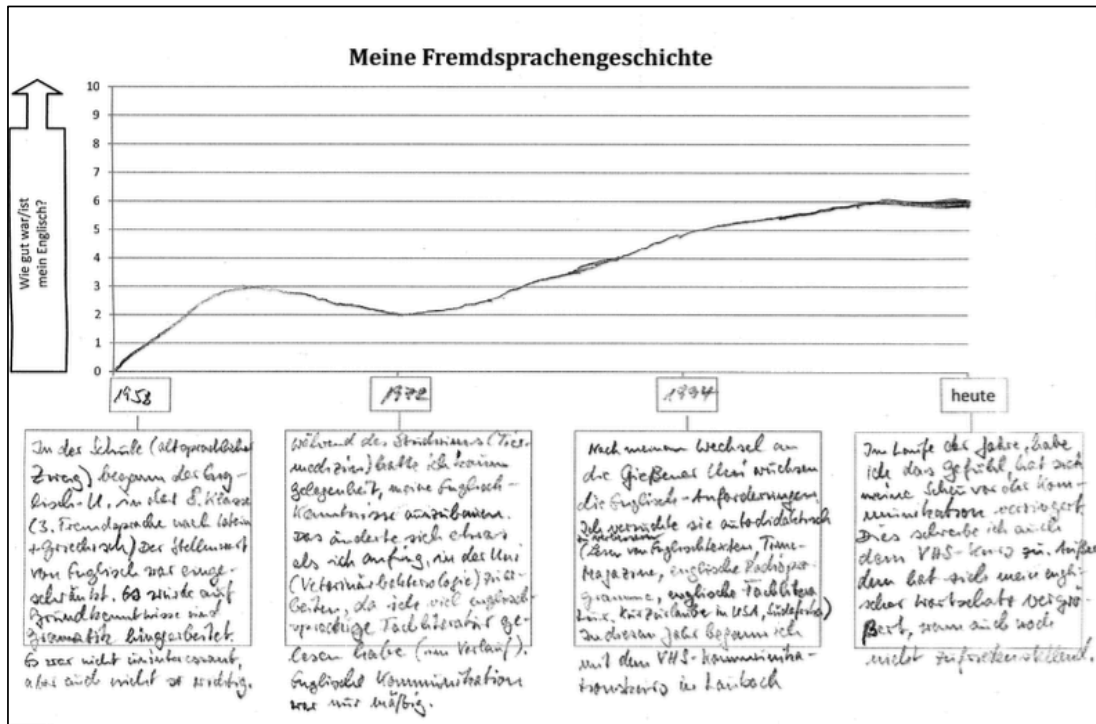 Meine Fremdsprachengeschichte
Wie gut war/ist
mein Englisch?
10
9
8
7
6
5
4
3
2
1
0
1958
1972
1994
heute
In der Schule (altsprachlicher
Zweig) begann der Eng-
lisch-U. in der 8. Klasse
(3. Fremdsprache nach Latein
+ Griechisch) Der Stellenwert
von Englisch war einge-
schränkt. Es wurde auf
Grundkenntnisse und
Gramatik hingearbeitet.
Es war nicht uninteressant,
aber auch nicht so wichtig.
Während des Studiums (Tier-
medizin) hatte ich kaum
Gelegenheit, meine Englisch-
Kenntnisse auszubauen.
Das änderte sich etwas
als ich anfing, in der Uni
(Veterinärbakteriologie) zu ar-
beiten, da ich viel englisch-
sprachige Fachliteratur ge-
lesen habe (im Verlauf).
Englische Kommunikation
war nur mäßig.
Nach meinem Wechsel an
die Gießener Uni wuchsen
die Englisch-Anforderungen.
Ich versuchte sie autodidaktisch
(Lesen von Englischtexten, Time-
Magazine, englische
gramme, englische Fachlitera-
tur, Kurzurlaube in USA, Südafrika)
In diesem Jahr begann ich
mit dem VHS-Kommunika-
tionskurs in Laubach
Im Laufe der Jahre, habe
ich das Gefühl, hat sich
meine Scheu vor der Kom-
munikation verringert
Dies schreibe ich auch
dem VHS-Kurs zu. Außer
dem hat sich mein engli-
scher Wortschatz vergrö-
ßert, wenn auch noch
nicht zufriedenstellend.